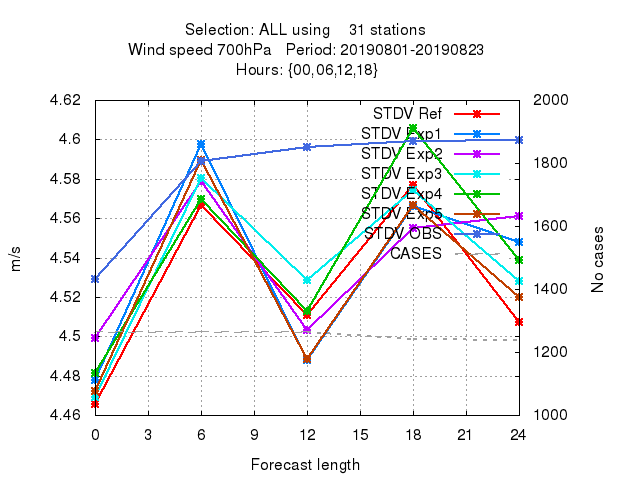 Selection: ALL using    31 stations
Wind speed 700hPa   Period: 20190801-20190823
Hours: {00,06,12,18}
4.62
4.6
4.58
4.56
4.54
4.52
4.5
4.48
4.46
m/s
STDV Ref
STDV Exp1
STDV Exp2
STDV Exp3
STDV Exp4
STDV Exp5
STDV OBS
CASES
2000
1800
1600
1400
1200
1000
No cases
0 3 6 9 12 15 18 21 24
Forecast length